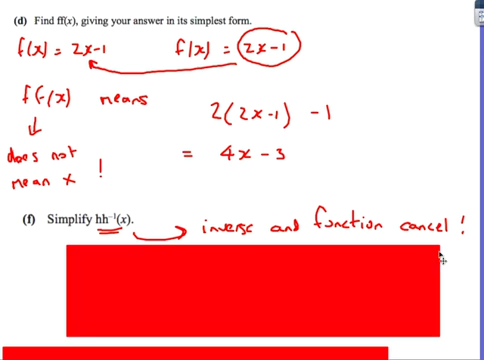 (d) Find ff(x), giving your answer in its simplest form.
f(x) = 2x-1 f(x) = 2x-1
ff(x) means
2(2x-1) -1
does not
mean x !
= 4x - 3
(f) Simplify hh⁻¹(x).
inverse and function cancel!